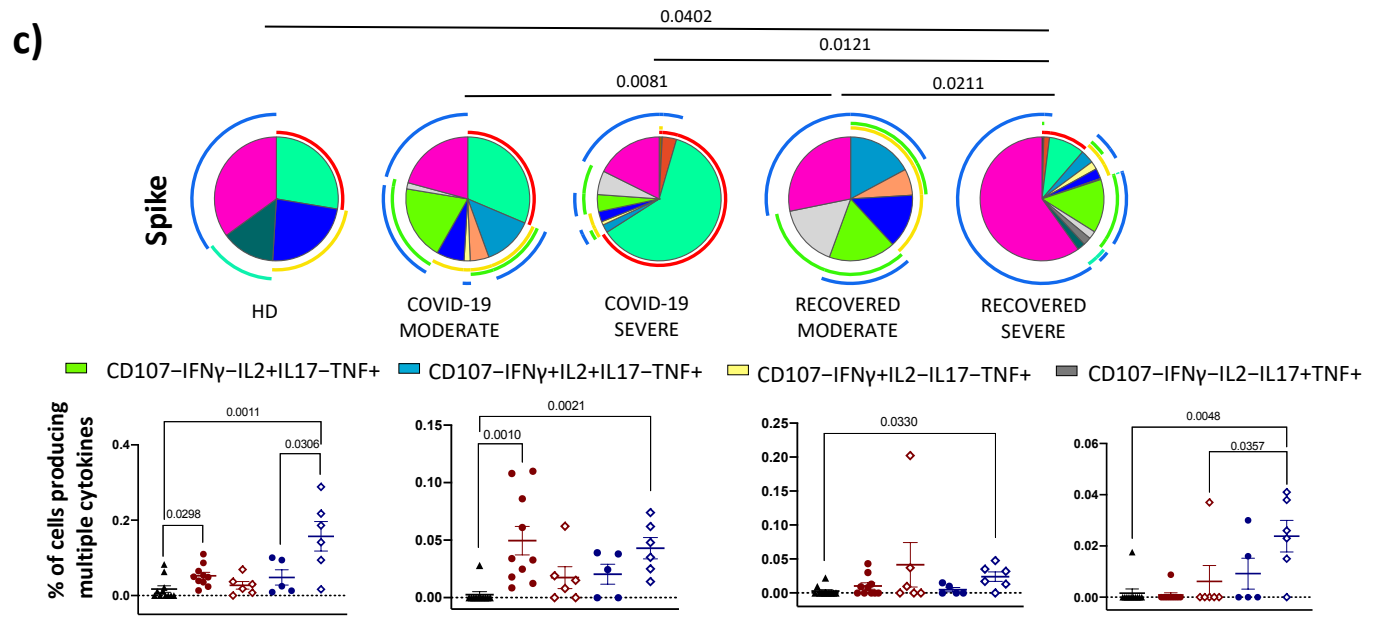 c)
0.0402
0.0121
0.0081
0.0211
Spike
HD
COVID-19
MODERATE
COVID-19
SEVERE
RECOVERED
MODERATE
RECOVERED
SEVERE
CD107−IFNγ−IL2+IL17−TNF+
CD107−IFNγ+IL2+IL17−TNF+
CD107−IFNγ+IL2−IL17−TNF+
CD107−IFNγ−IL2−IL17+TNF+
% of cells producing
multiple cytokines
0.4
0.2
0.0
0.0011
0.0306
0.0298
0.15
0.10
0.05
0.00
0.0021
0.0010
0.25
0.20
0.15
0.10
0.05
0.00
0.0330
0.06
0.04
0.02
0.00
0.0048
0.0357